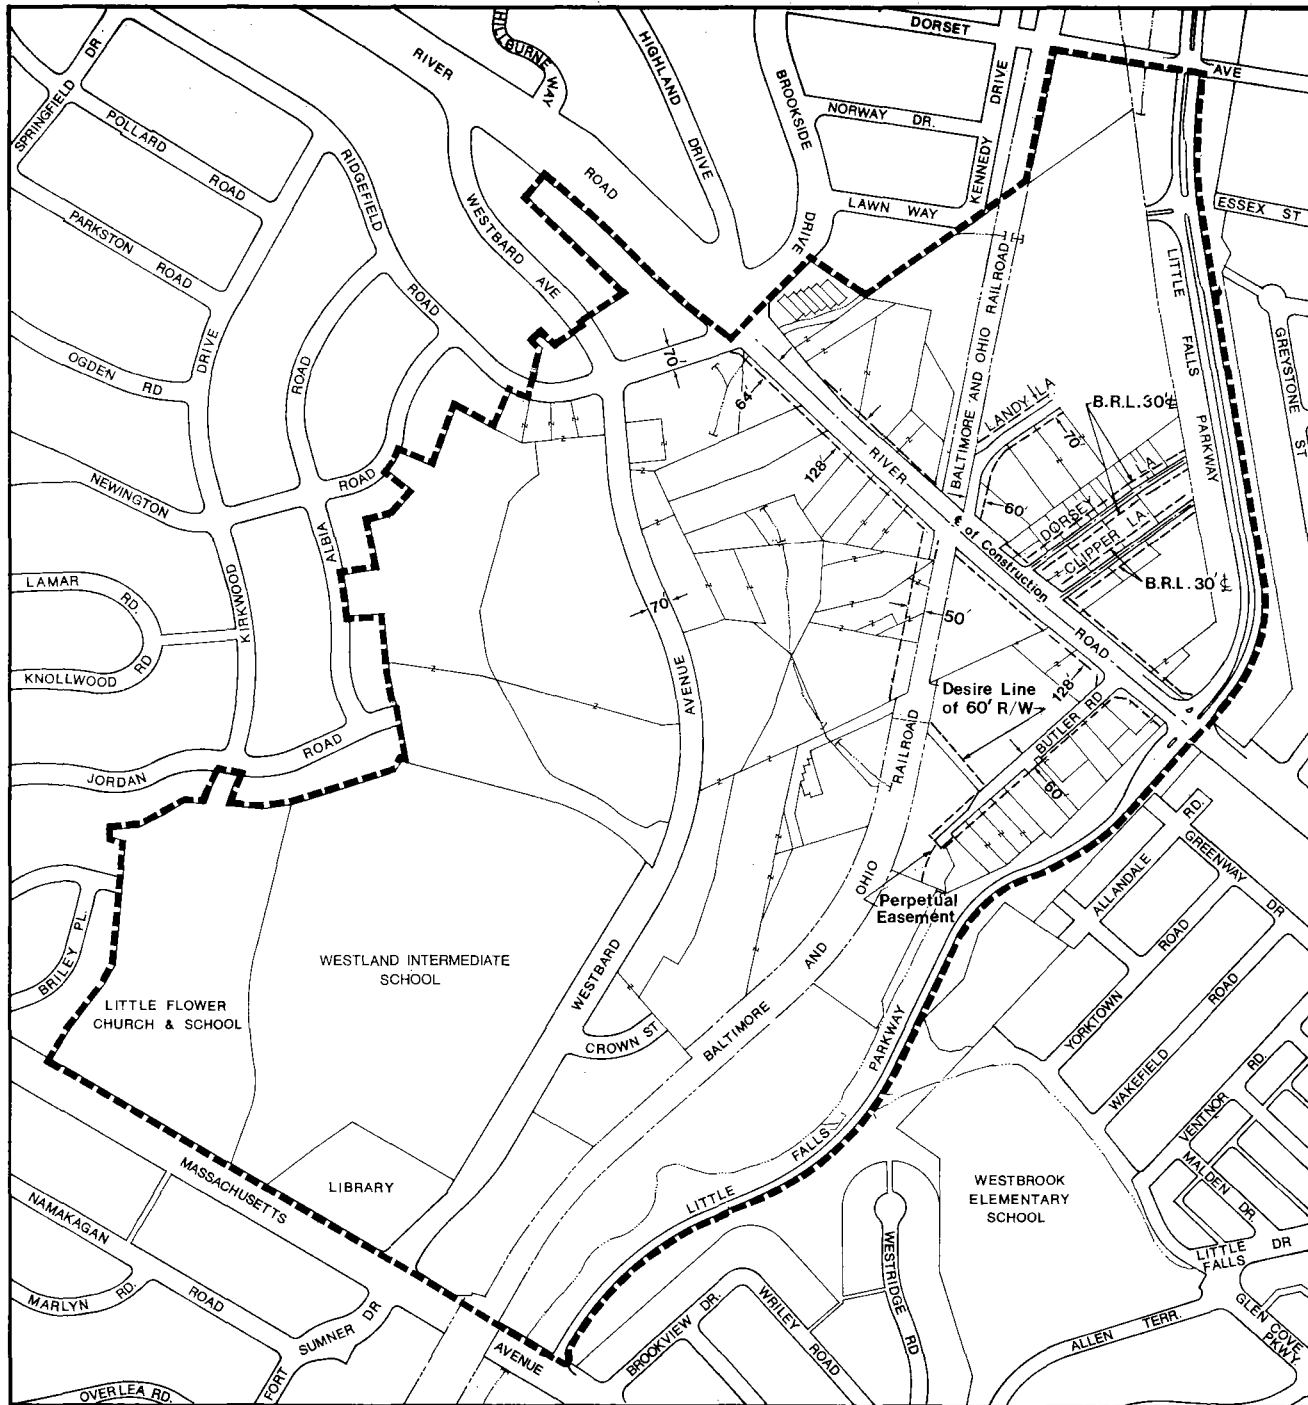 DORSET
AVE
SPRINGFIELD DR
POLLARD ROAD
PARKSTON ROAD
RIDGEFIELD ROAD
RIVER ROAD
HILLBURNE WAY
HIGHLAND DRIVE
BROOKSIDE DRIVE
NORWAY DR.
KENNEDY DRIVE
LAWN WAY
ESSEX ST
WESTBARD AVE
OGDEN RD
KIRKWOOD DRIVE
ROAD
LITTLE FALLS PARKWAY
GREYSTONE ST
BALTIMORE AND OHIO RAILROAD
70'
64'
LANDY LA
B.R.L. 30' ℄
70'
128'
RIVER ROAD
60'
DORSEY LA
CLIPPER LA
B.R.L. 30' ℄
℄ of Construction
NEWINGTON ROAD
ALBIA
LAMAR RD.
KNOLLWOOD RD
70'
50'
WESTBARD AVENUE
Desire Line
of 60' R/W
128'
BUTLER RD
60'
JORDAN ROAD
BALTIMORE AND OHIO RAILROAD
ALLANDALE RD.
GREENWAY DR
Perpetual
Easement
BRILEY PL.
WESTLAND INTERMEDIATE
SCHOOL
LITTLE FLOWER
CHURCH & SCHOOL
CROWN ST
YORKTOWN ROAD
WAKEFIELD ROAD
VENTNOR RD.
MALDEN DR.
LITTLE FALLS PARKWAY
MASSACHUSETTS AVENUE
LIBRARY
WESTBROOK
ELEMENTARY
SCHOOL
NAMAKAGAN ROAD
MARLYN RD.
FORT SUMNER DR
OVERLEA RD.
BROOKVIEW DR.
WRILEY ROAD
WESTRIDGE RD
LITTLE
FALLS DR
GLEN COVE PKWY
ALLEN TERR.